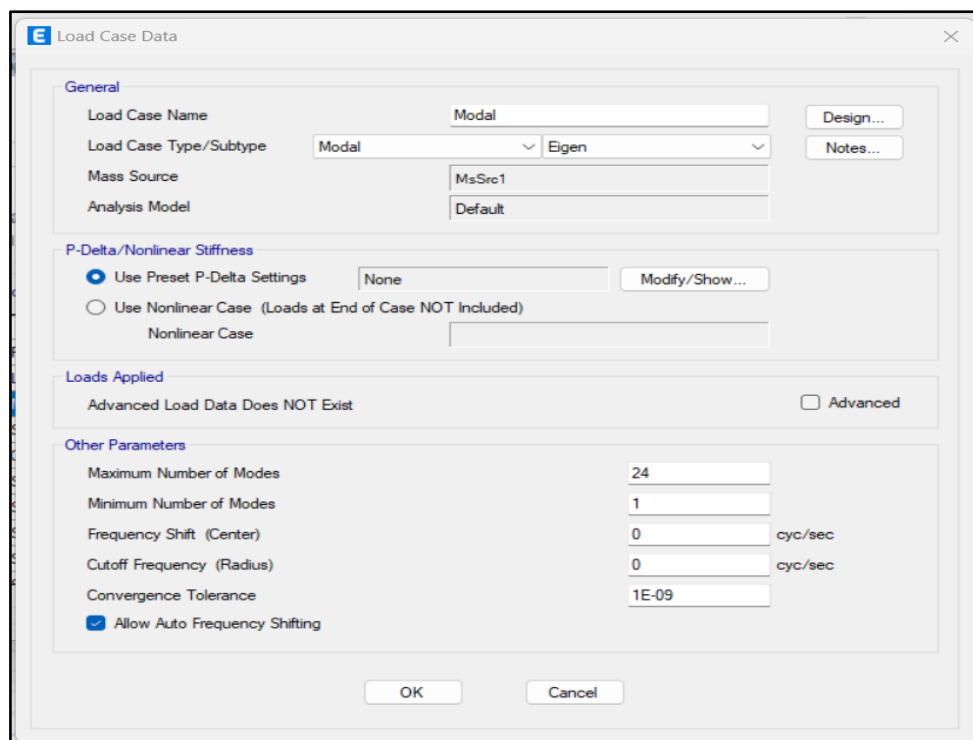 E Load Case Data
General
Load Case Name Modal Design...
Load Case Type/Subtype Modal Eigen Notes...
Mass Source MsSrc1
Analysis Model Default
P-Delta/Nonlinear Stiffness
Use Preset P-Delta Settings None Modify/Show...
Use Nonlinear Case (Loads at End of Case NOT Included)
Nonlinear Case
Loads Applied
Advanced Load Data Does NOT Exist Advanced
Other Parameters
Maximum Number of Modes 24
Minimum Number of Modes 1
Frequency Shift (Center) 0 cyc/sec
Cutoff Frequency (Radius) 0 cyc/sec
Convergence Tolerance 1E-09
Allow Auto Frequency Shifting
OK Cancel